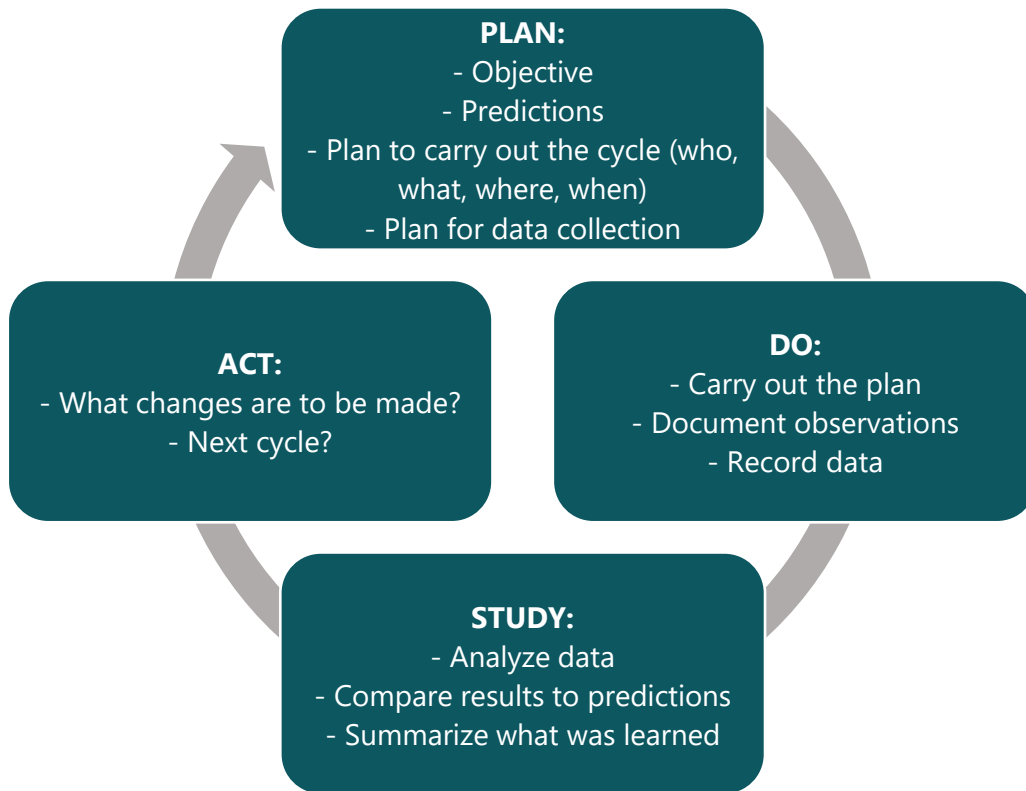 PLAN:
- Objective
- Predictions
- Plan to carry out the cycle (who,
what, where, when)
- Plan for data collection
DO:
- Carry out the plan
- Document observations
- Record data
STUDY:
- Analyze data
- Compare results to predictions
- Summarize what was learned
ACT:
- What changes are to be made?
- Next cycle?